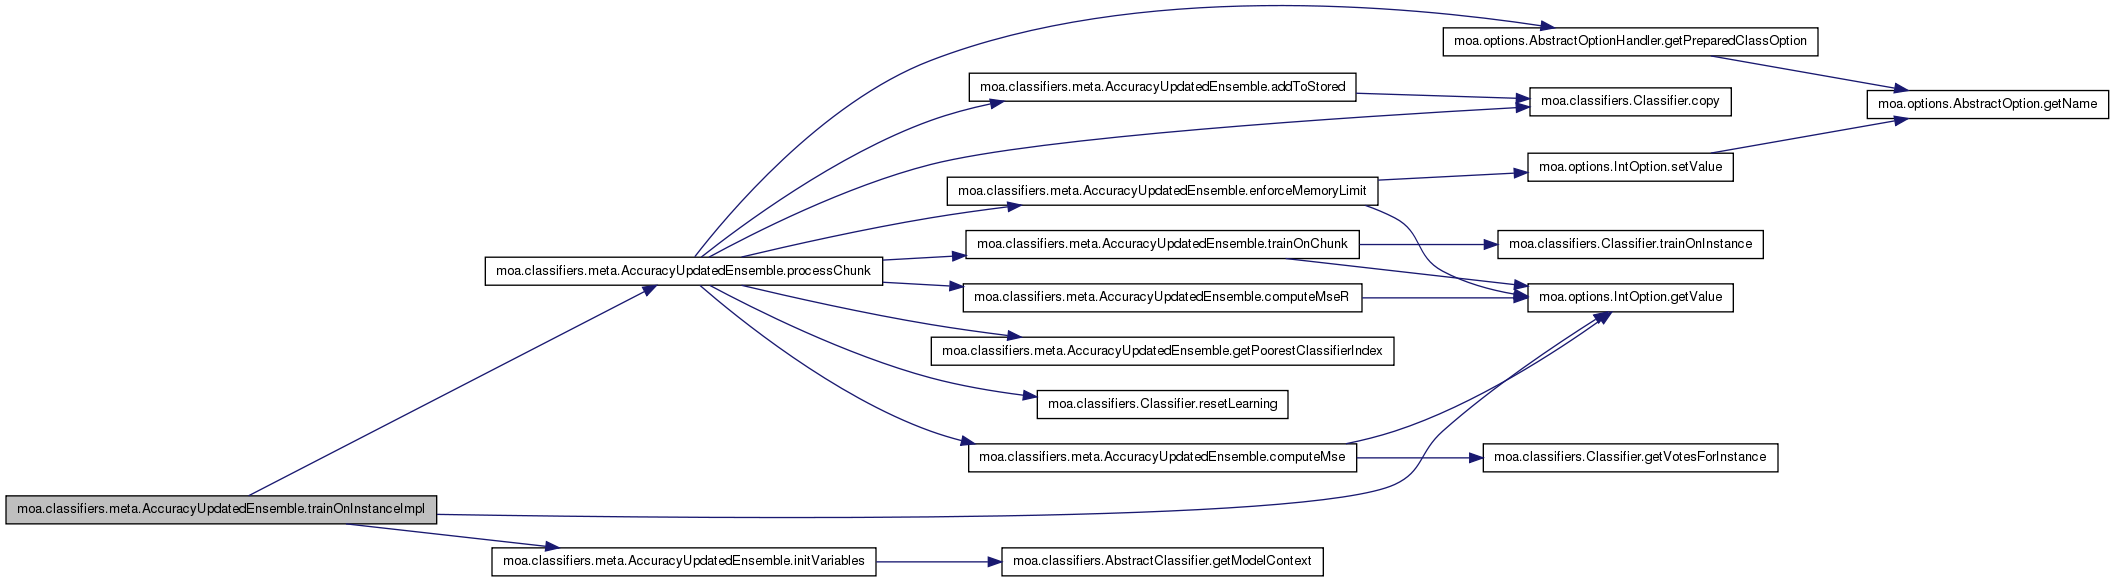 moa.options.AbstractOptionHandler.getPreparedClassOption
moa.classifiers.meta.AccuracyUpdatedEnsemble.addToStored
moa.classifiers.Classifier.copy
moa.options.AbstractOption.getName
moa.options.IntOption.setValue
moa.classifiers.meta.AccuracyUpdatedEnsemble.enforceMemoryLimit
moa.classifiers.meta.AccuracyUpdatedEnsemble.trainOnChunk
moa.classifiers.Classifier.trainOnInstance
moa.classifiers.meta.AccuracyUpdatedEnsemble.processChunk
moa.classifiers.meta.AccuracyUpdatedEnsemble.computeMseR
moa.options.IntOption.getValue
moa.classifiers.meta.AccuracyUpdatedEnsemble.getPoorestClassifierIndex
moa.classifiers.Classifier.resetLearning
moa.classifiers.meta.AccuracyUpdatedEnsemble.computeMse
moa.classifiers.Classifier.getVotesForInstance
moa.classifiers.meta.AccuracyUpdatedEnsemble.trainOnInstanceImpl
moa.classifiers.meta.AccuracyUpdatedEnsemble.initVariables
moa.classifiers.AbstractClassifier.getModelContext